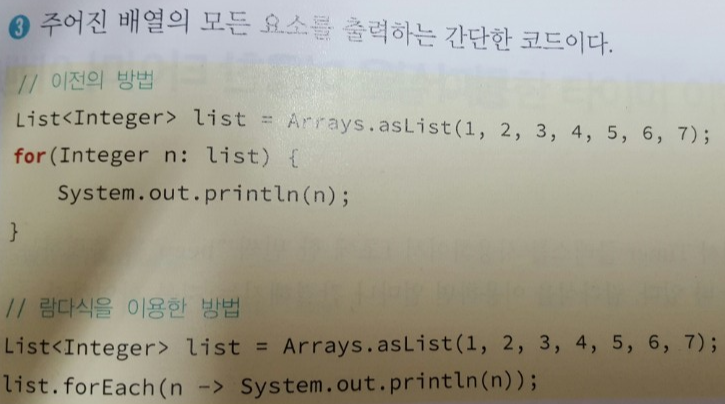 3 주어진 배열의 모든 요소를 출력하는 간단한 코드이다.
// 이전의 방법
List<Integer> list = Arrays.asList(1, 2, 3, 4, 5, 6, 7);
for(Integer n: list) {
    System.out.println(n);
}
// 람다식을 이용한 방법
List<Integer> list = Arrays.asList(1, 2, 3, 4, 5, 6, 7);
list.forEach(n -> System.out.println(n));